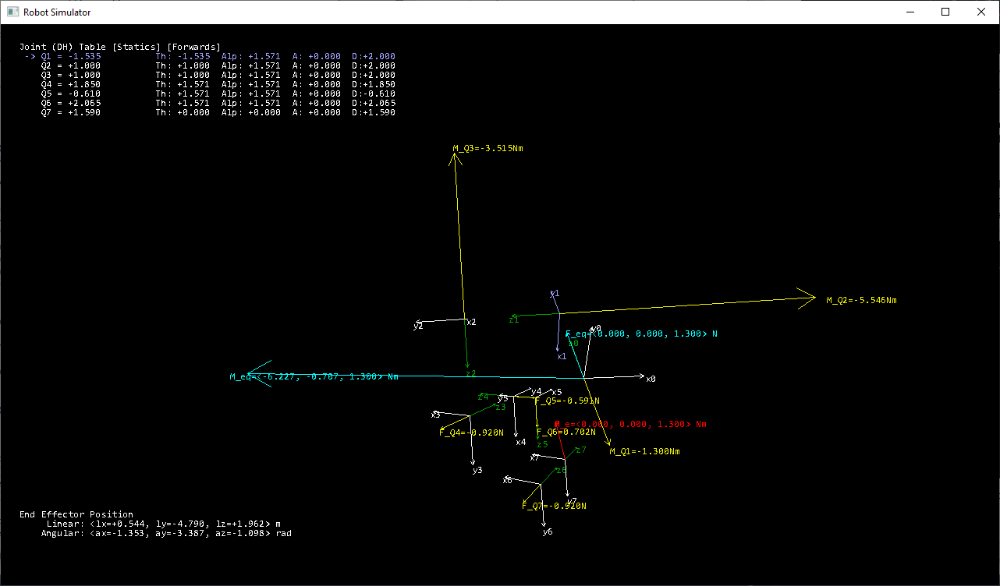 Robot Simulator
Joint (DH) Table [Statics] [Forwards]
-> Q1 = -1.535 Th: -1.535 Alp: +1.571 A: +0.000 D:+2.000
Q2 = +1.000 Th: +1.000 Alp: +1.571 A: +0.000 D:+2.000
Q3 = +1.000 Th: +1.000 Alp: +1.571 A: +0.000 D:+2.000
Q4 = +1.850 Th: +1.571 Alp: +1.571 A: +0.000 D:+1.850
Q5 = -0.610 Th: +1.571 Alp: +1.571 A: +0.000 D:-0.610
Q6 = +2.065 Th: +1.571 Alp: +1.571 A: +0.000 D:+2.065
Q7 = +1.590 Th: +0.000 Alp: +0.000 A: +0.000 D:+1.590
M_Q3=-3.515Nm
y1
M_Q2=-5.546Nm
z1
x2
y2
y0
F_eq=<0.000, 0.000, 1.300> N
z0
x1
z2
M_eq=<-6.227, -0.707, 1.300> Nm
x0
y4
x5
z4
y5
F_Q5=-0.591N
z3
x3
F_Q4=-0.920N
_e=<0.000, 0.000, 1.300> Nm
F_Q6=0.702N
x4
z5
z7
M_Q1=-1.300Nm
x7
y3
z6
x6
y7
F_Q7=-0.920N
y6
End Effector Position
Linear: <lx=+0.544, ly=-4.790, lz=+1.962> m
Angular: <ax=-1.353, ay=-3.387, az=-1.098> rad